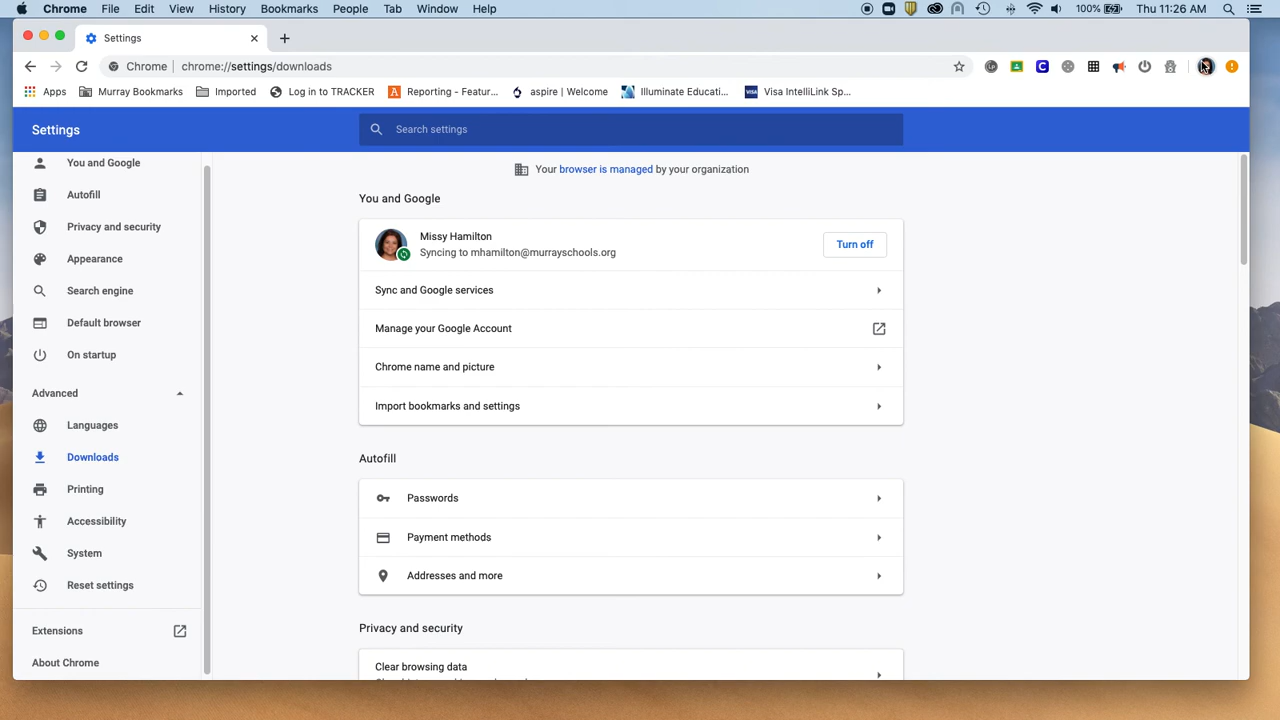 Chrome File Edit View History Bookmarks People Tab Window Help 100% Thu 11:26 AM
Settings
Chrome chrome://settings/downloads
Apps Murray Bookmarks Imported Log in to TRACKER Reporting - Featur... aspire | Welcome Illuminate Educati... Visa IntelliLink Sp...
Settings
Search settings
You and Google
Autofill
Privacy and security
Appearance
Search engine
Default browser
On startup
Advanced
Languages
Downloads
Printing
Accessibility
System
Reset settings
Extensions
About Chrome
Your browser is managed by your organization
You and Google
Missy Hamilton
Syncing to mhamilton@murrayschools.org
Turn off
Sync and Google services
Manage your Google Account
Chrome name and picture
Import bookmarks and settings
Autofill
Passwords
Payment methods
Addresses and more
Privacy and security
Clear browsing data